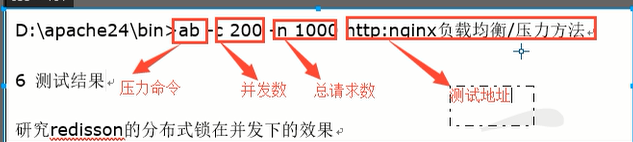 D:\apache24\bin>ab -c 200 -n 1000 http:nginx负载均衡/压力方法
6 测试结果
压力命令
并发数
总请求数
测试地址
研究redisson的分布式锁在并发下的效果